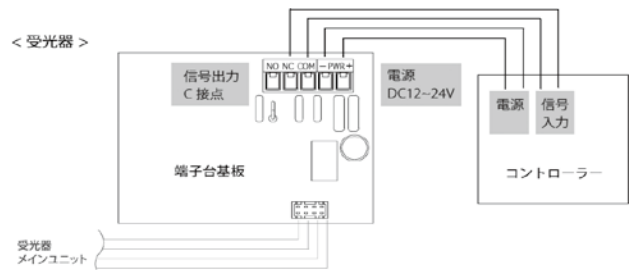 < 受光器 >
NO NC COM − PWR +
信号出力
C 接点
電源
DC12~24V
端子台基板
電源
信号
入力
コントローラー
受光器
メインユニット